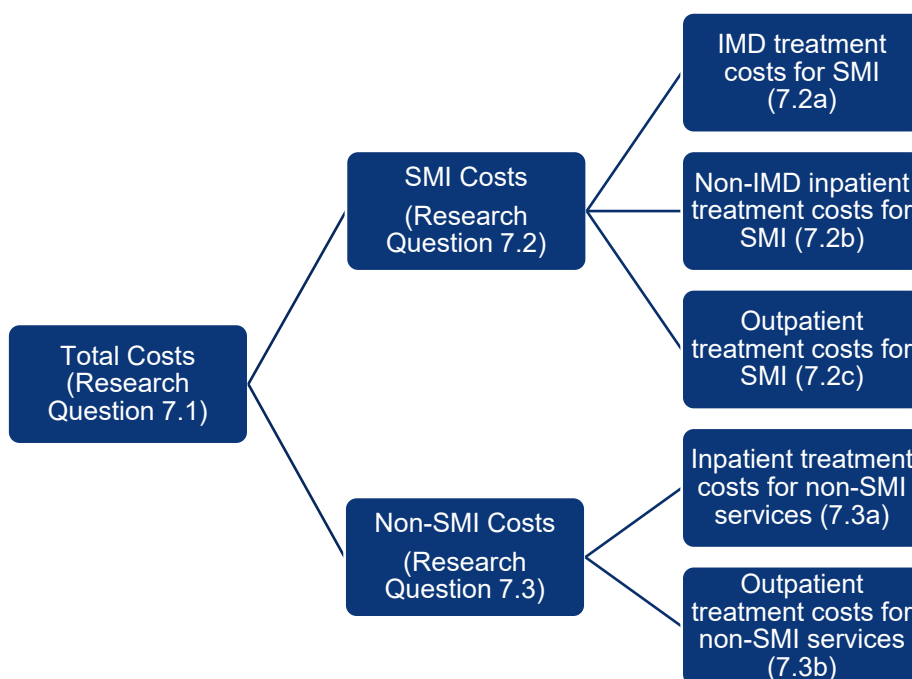 Total Costs
(Research
Question 7.1)
SMI Costs
(Research
Question 7.2)
IMD treatment
costs for SMI
(7.2a)
Non-IMD inpatient
treatment costs for
SMI (7.2b)
Outpatient
treatment costs for
SMI (7.2c)
Non-SMI Costs
(Research
Question 7.3)
Inpatient treatment
costs for non-SMI
services (7.3a)
Outpatient
treatment costs for
non-SMI services
(7.3b)